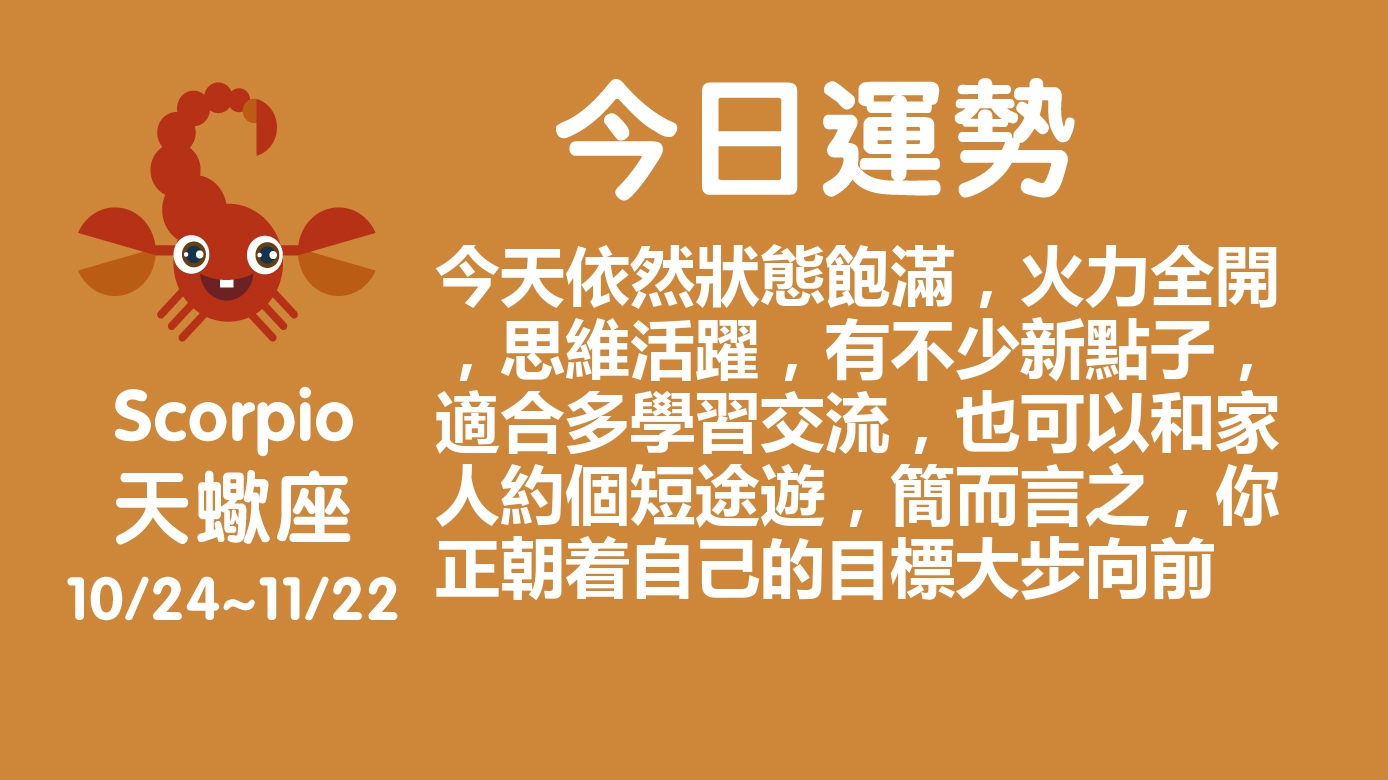 今日運勢
今天依然狀態飽滿，火力全開
，思維活躍，有不少新點子，
適合多學習交流，也可以和家
人約個短途遊，簡而言之，你
正朝着自己的目標大步向前
Scorpio
天蠍座
10/24~11/22